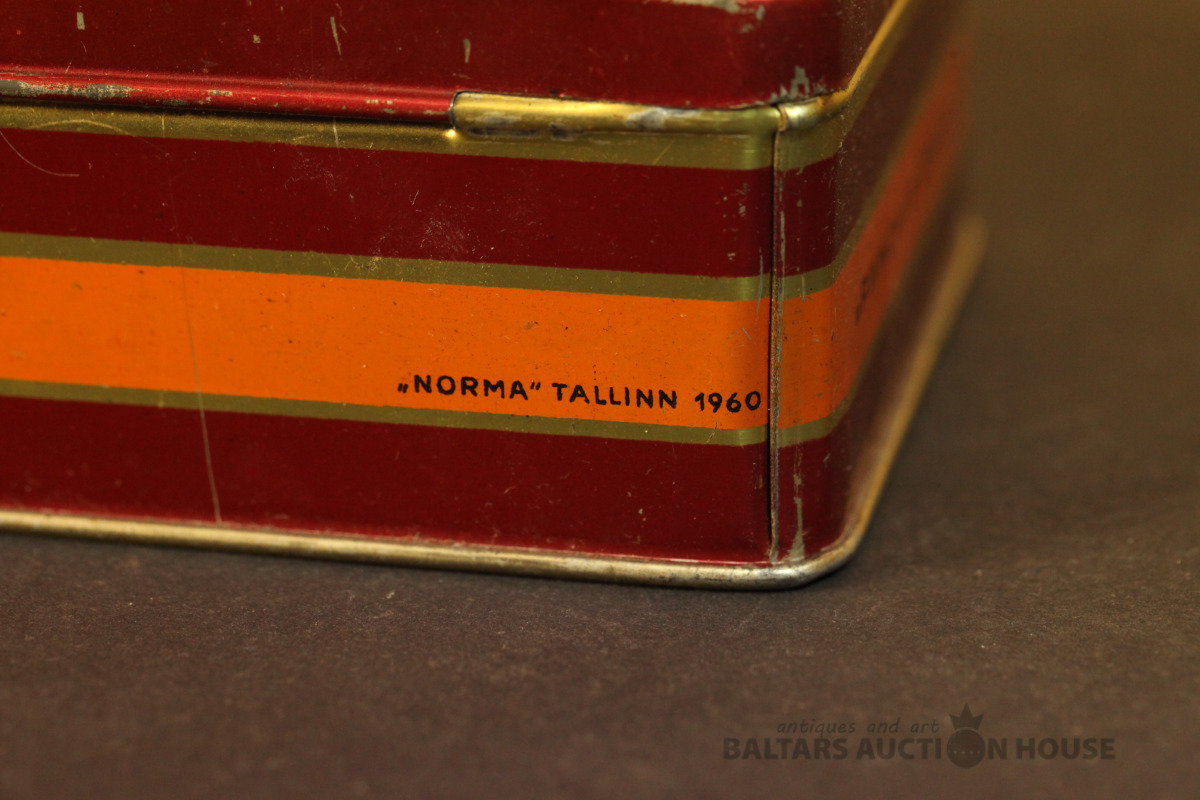 „NORMA” TALLINN 1960
antiques and art
BALTARS AUCTION HOUSE